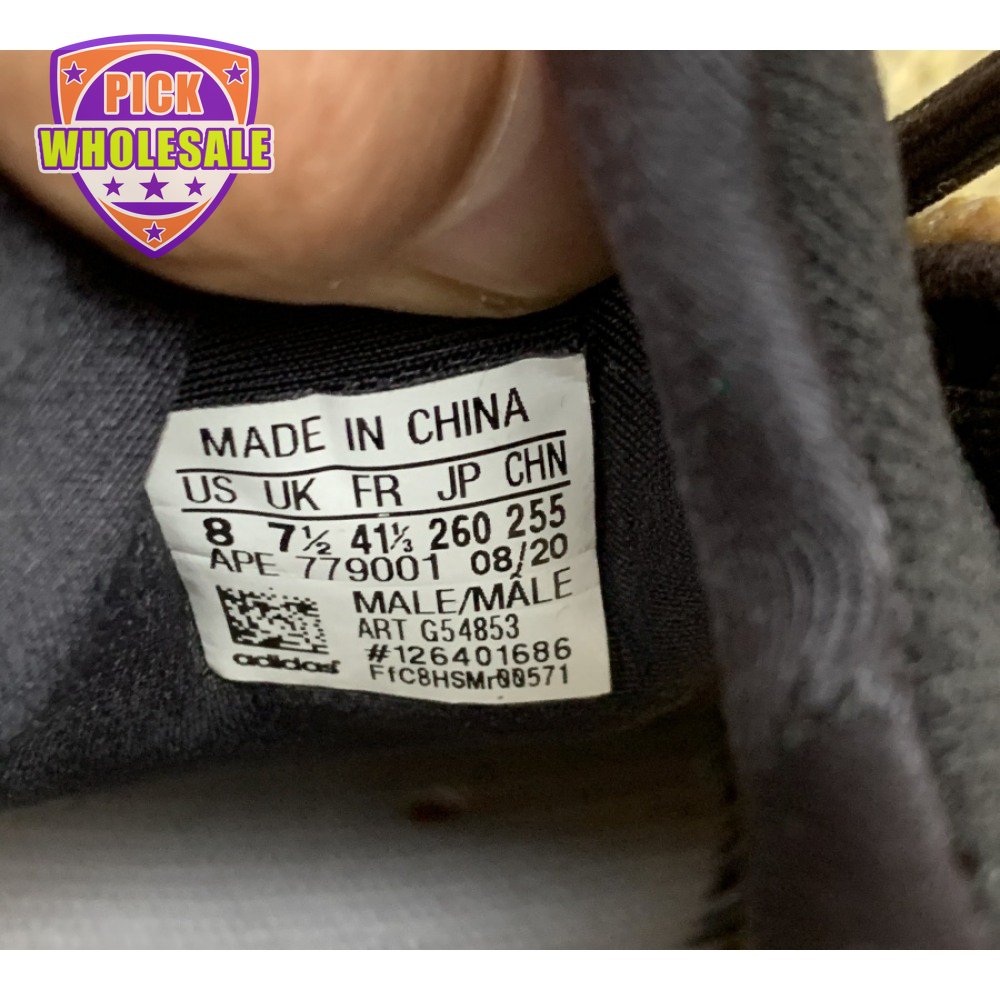 PICK
WHOLESALE
MADE IN CHINA
US UK FR JP CHN
8 7½ 41⅓ 260 255
APE 779001 08/20
MALE/MÂLE
ART G54853
#126401686
FfC8HSMr00571
adidas